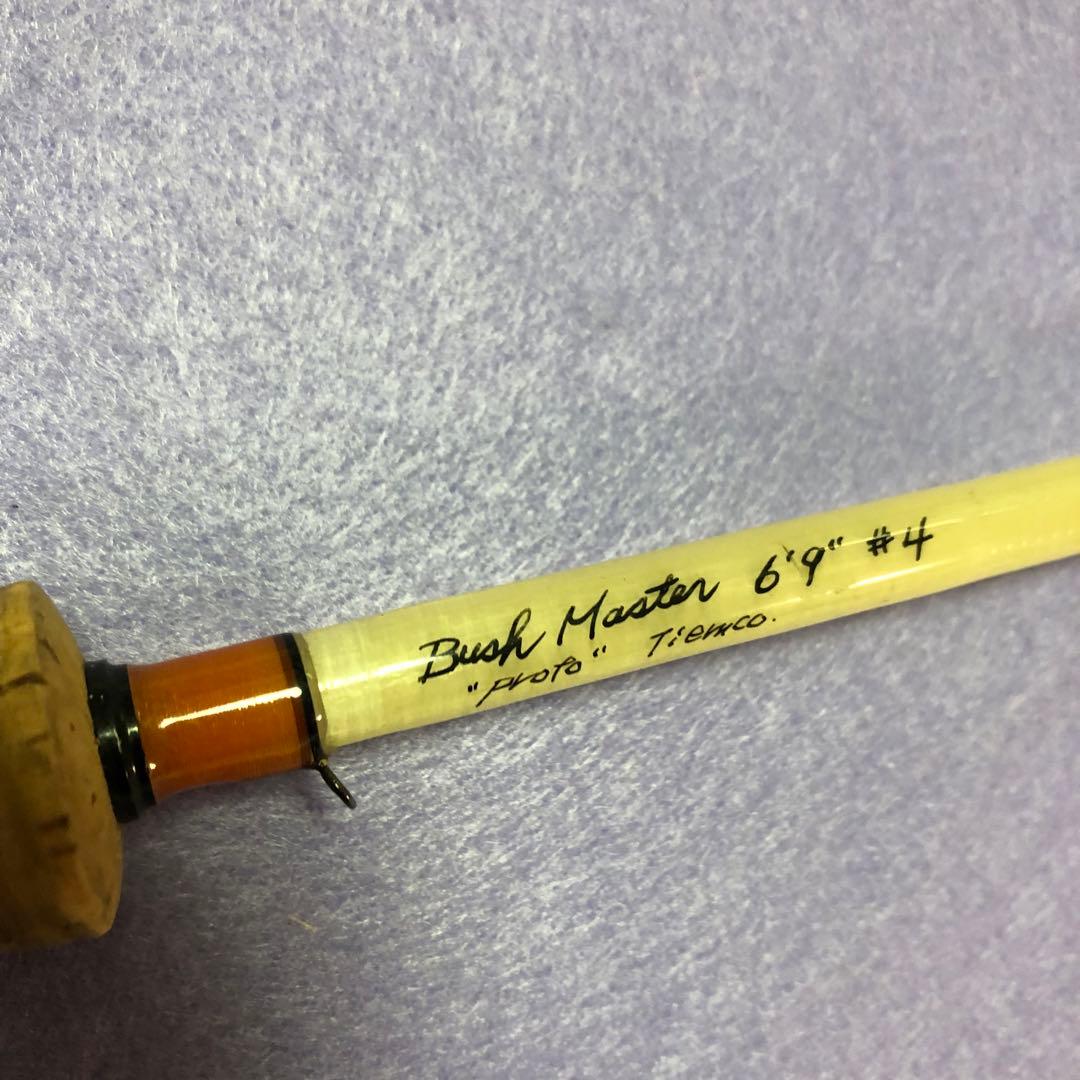 Bush Master 6'9" #4
"proto" Tiemco.